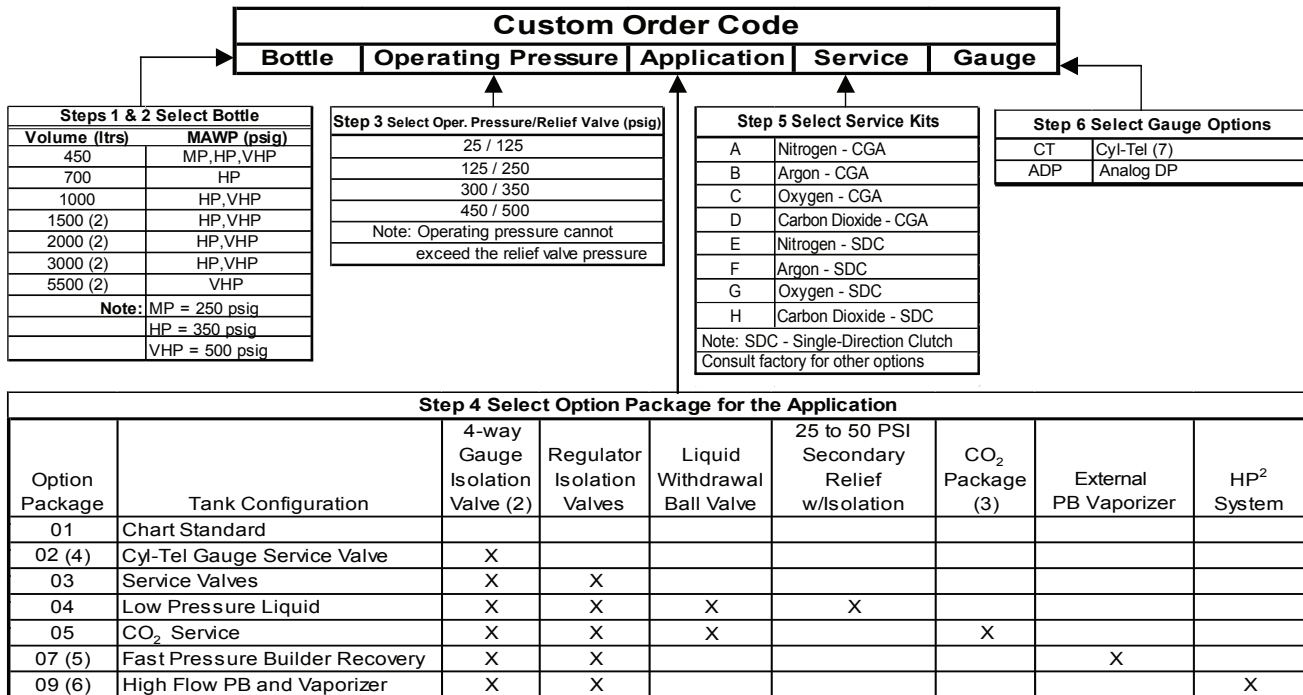 Custom Order Code
Bottle Operating Pressure Application Service Gauge
Steps 1 & 2 Select Bottle
Volume (ltrs) MAWP (psig)
450 MP,HP,VHP
700 HP
1000 HP,VHP
1500 (2) HP,VHP
2000 (2) HP,VHP
3000 (2) HP,VHP
5500 (2) VHP
Note: MP = 250 psig
HP = 350 psig
VHP = 500 psig
Step 3 Select Oper. Pressure/Relief Valve (psig)
25 / 125
125 / 250
300 / 350
450 / 500
Note: Operating pressure cannot
exceed the relief valve pressure
Step 5 Select Service Kits
A Nitrogen - CGA
B Argon - CGA
C Oxygen - CGA
D Carbon Dioxide - CGA
E Nitrogen - SDC
F Argon - SDC
G Oxygen - SDC
H Carbon Dioxide - SDC
Note: SDC - Single-Direction Clutch
Consult factory for other options
Step 6 Select Gauge Options
CT Cyl-Tel (7)
ADP Analog DP
Step 4 Select Option Package for the Application
Option Package Tank Configuration 4-way Gauge Isolation Valve (2) Regulator Isolation Valves Liquid Withdrawal Ball Valve 25 to 50 PSI Secondary Relief w/Isolation CO₂ Package (3) External PB Vaporizer HP² System
01 Chart Standard
02 (4) Cyl-Tel Gauge Service Valve X
03 Service Valves X X
04 Low Pressure Liquid X X X X
05 CO₂ Service X X X X
07 (5) Fast Pressure Builder Recovery X X X
09 (6) High Flow PB and Vaporizer X X X